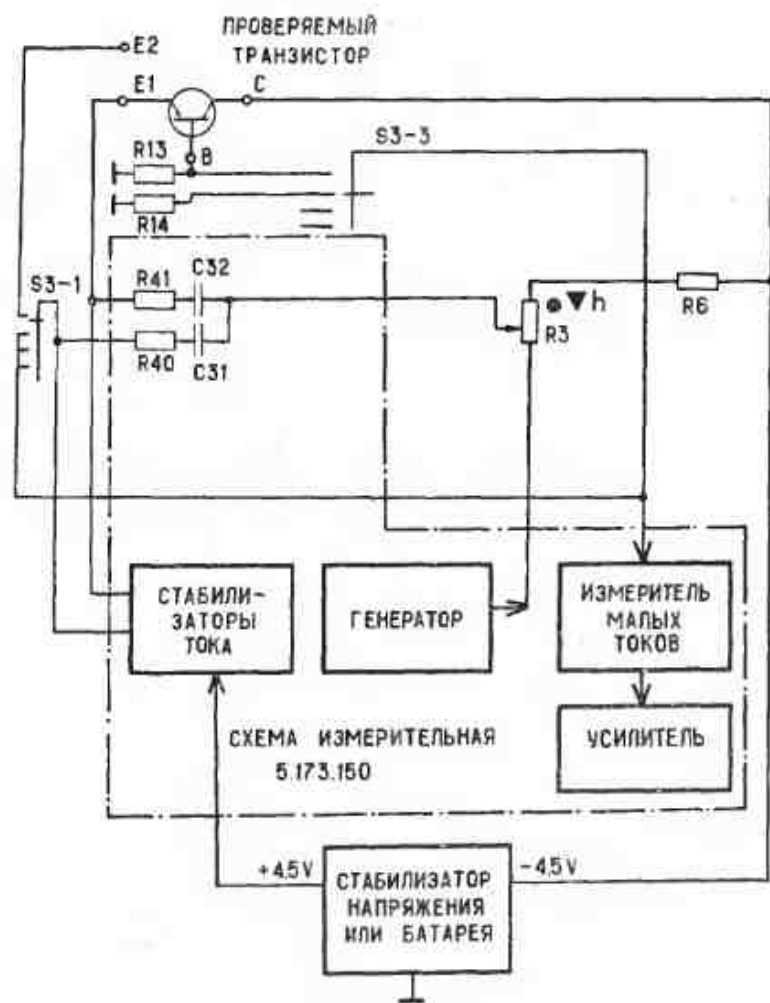 ПРОВЕРЯЕМЫЙ
ТРАНЗИСТОР
E2
E1
C
B
S3-3
R13
R14
S3-1
R41
C32
R40
C31
h
R3
R6
СТАБИЛИ-
ЗАТОРЫ
ТОКА
ГЕНЕРАТОР
ИЗМЕРИТЕЛЬ
МАЛЫХ
ТОКОВ
УСИЛИТЕЛЬ
СХЕМА ИЗМЕРИТЕЛЬНАЯ
5.173.150
+4,5V
-4,5V
СТАБИЛИЗАТОР
НАПРЯЖЕНИЯ
ИЛИ БАТАРЕЯ